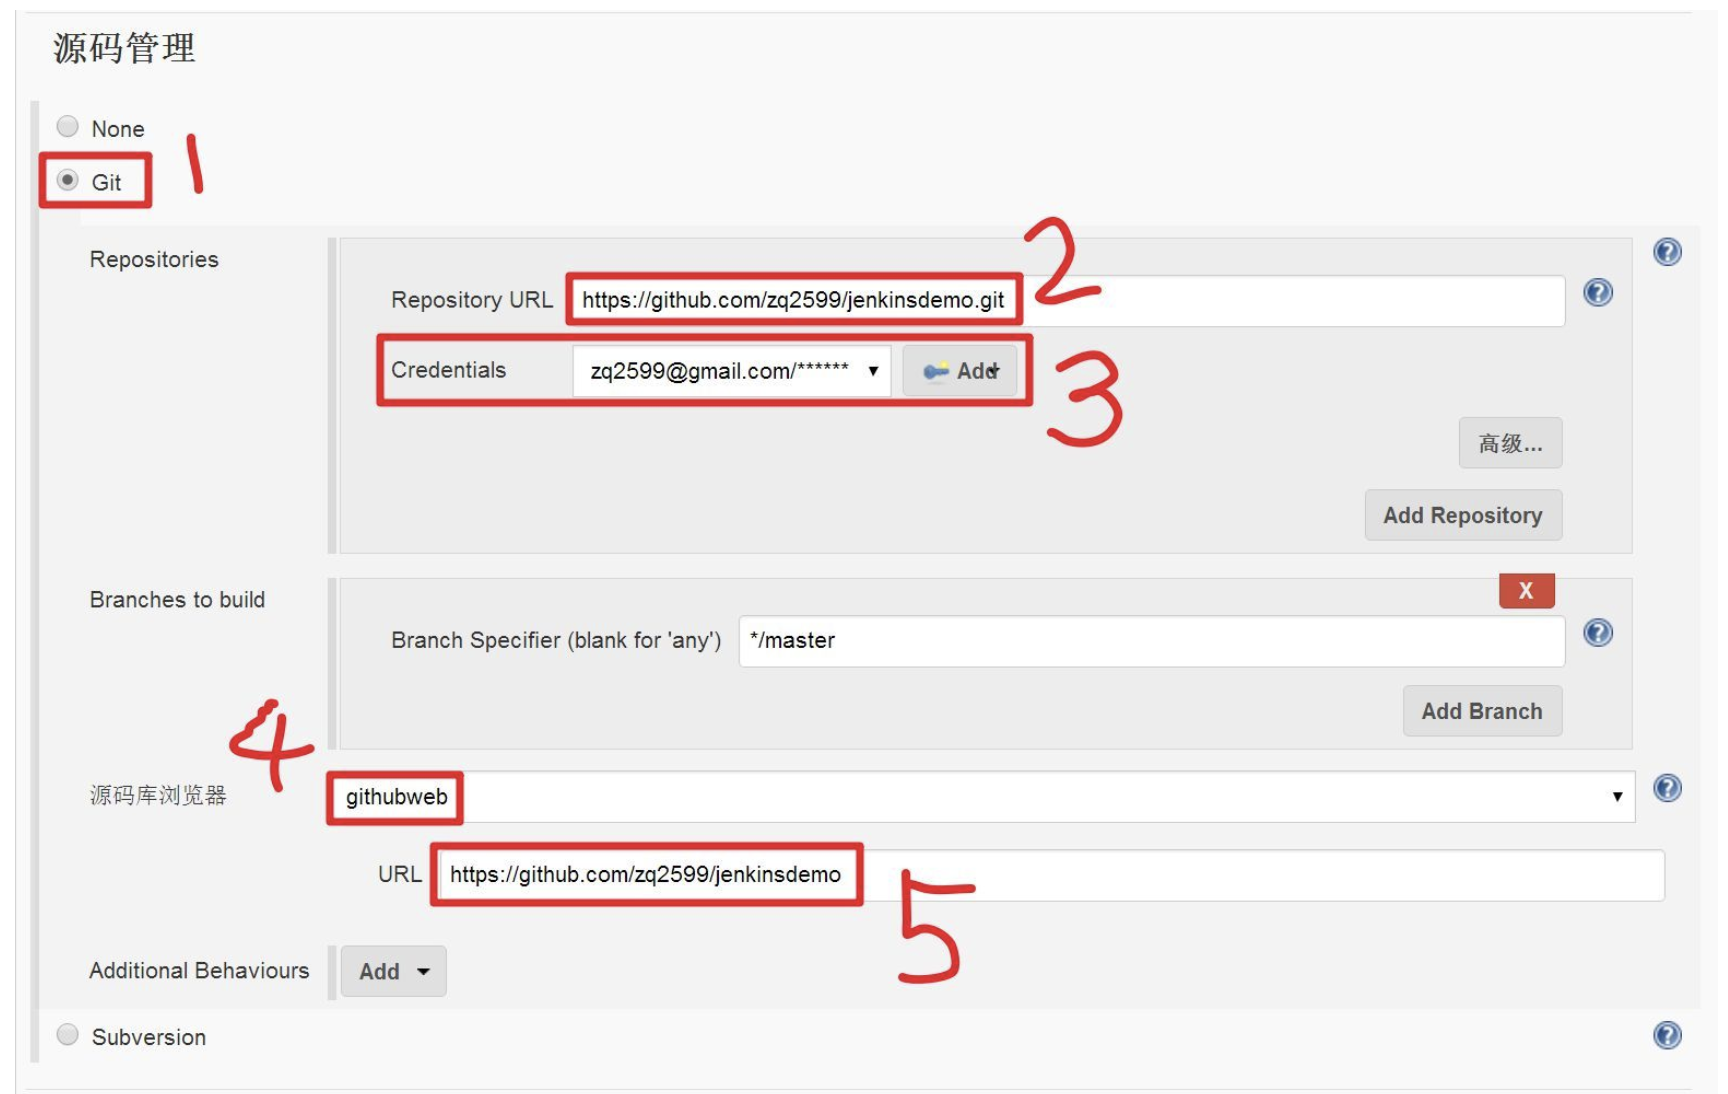 源码管理
None
1
Git
Repositories
2
Repository URL https://github.com/zq2599/jenkinsdemo.git
Credentials zq2599@gmail.com/****** Add
3
高级...
Add Repository
Branches to build
X
Branch Specifier (blank for 'any') */master
Add Branch
4
源码库浏览器 githubweb
URL https://github.com/zq2599/jenkinsdemo
5
Additional Behaviours Add
Subversion